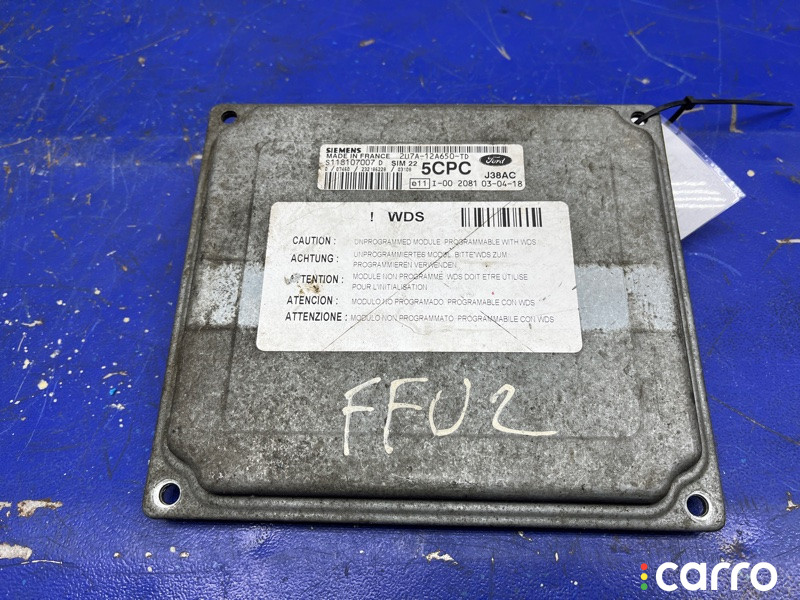 SIEMENS 2U7A-12A650-TD Ford
MADE IN FRANCE
S118107007 D SIM 22 5CPC J38AC
e11 I-00 2081 03-04-18
! WDS
CAUTION : UNPROGRAMMED MODULE. PROGRAMMABLE WITH WDS
ACHTUNG : UNPROGRAMMIERTES MODUL. BITTE WDS ZUM
PROGRAMMIEREN VERWENDEN
ATTENTION : MODULE NON PROGRAMME. WDS DOIT ETRE UTILISE
POUR L'INITIALISATION
ATENCION : MODULO NO PROGRAMADO. PROGRAMABLE CON WDS
ATTENZIONE : MODULO NON PROGRAMMATO. PROGRAMMABILE CON WDS
FFU2
carro